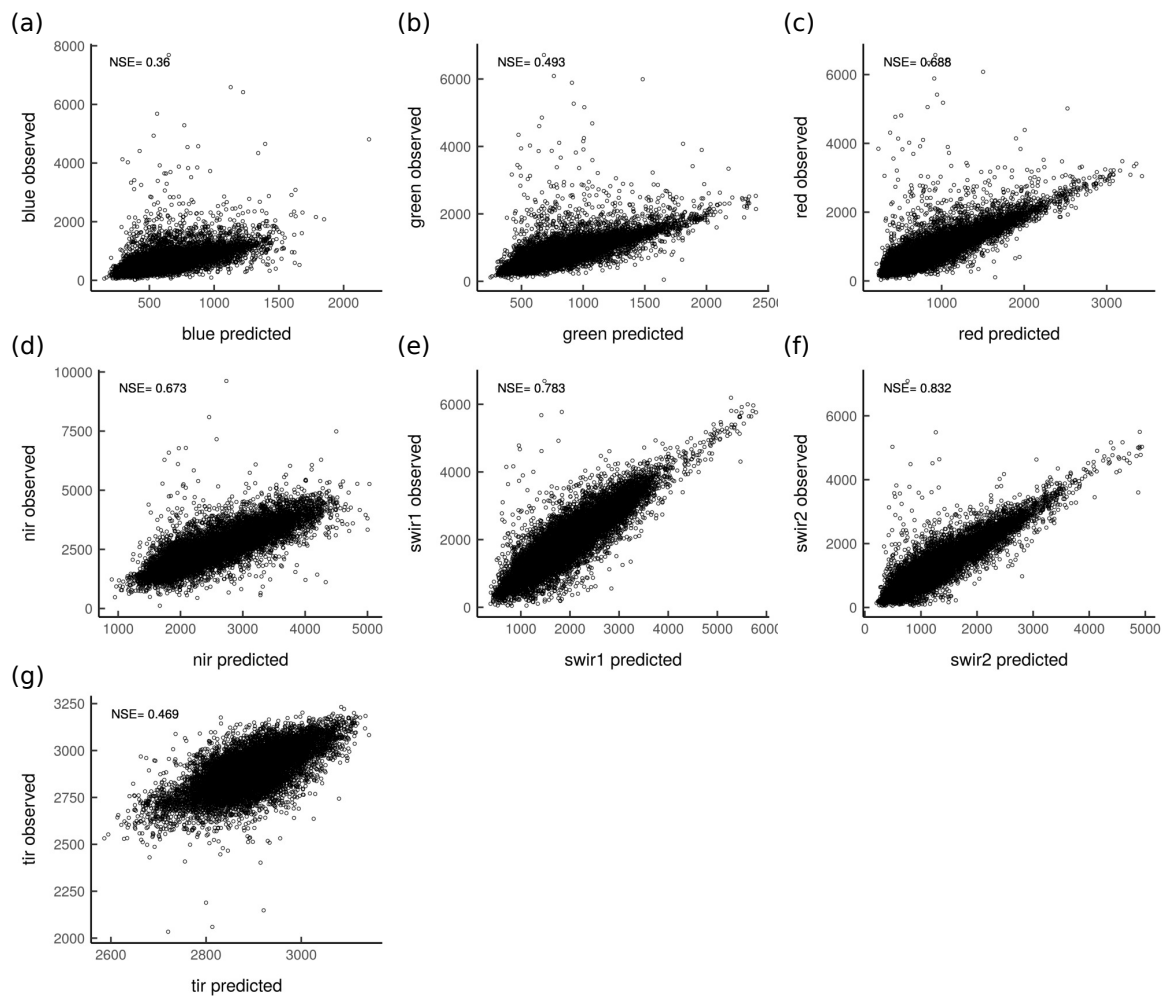 (a)
NSE= 0.36
8000
6000
4000
2000
0
blue observed
500
1000
1500
2000
blue predicted
(b)
NSE= 0.493
6000
4000
2000
0
green observed
500
1000
1500
2000
2500
green predicted
(c)
NSE= 0.688
6000
4000
2000
0
red observed
1000
2000
3000
red predicted
(d)
NSE= 0.673
10000
7500
5000
2500
0
nir observed
1000
2000
3000
4000
5000
nir predicted
(e)
NSE= 0.783
6000
4000
2000
0
swir1 observed
1000
2000
3000
4000
5000
6000
swir1 predicted
(f)
NSE= 0.832
6000
4000
2000
0
swir2 observed
0
1000
2000
3000
4000
5000
swir2 predicted
(g)
NSE= 0.469
3250
3000
2750
2500
2250
2000
tir observed
2600
2800
3000
tir predicted